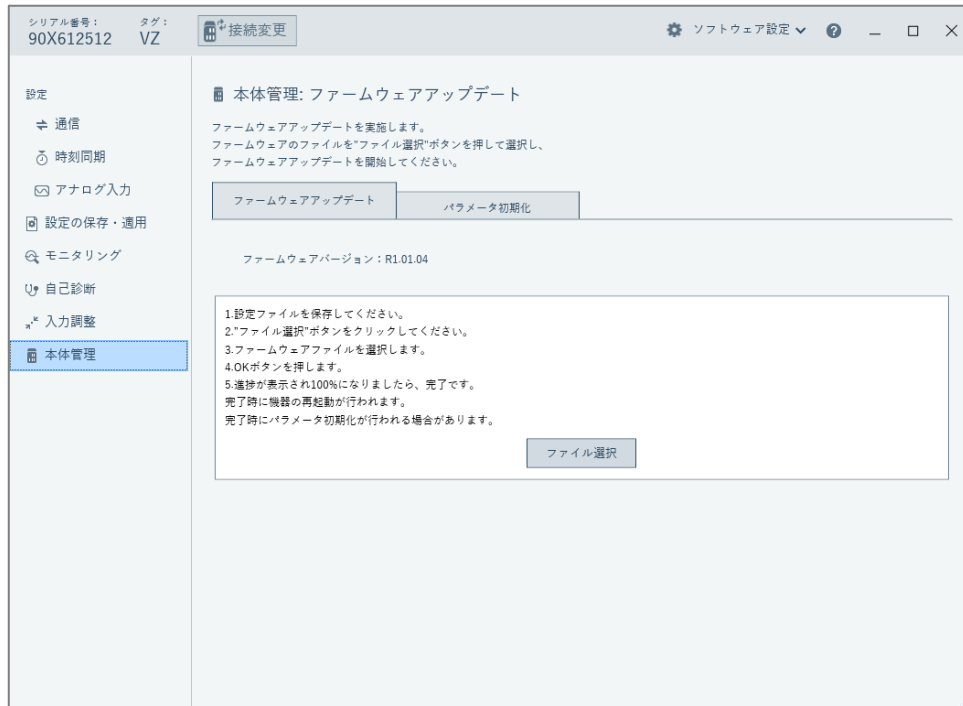 シリアル番号：
90X612512
タグ：
VZ
接続変更
ソフトウェア設定
設定
通信
時刻同期
アナログ入力
設定の保存・適用
モニタリング
自己診断
入力調整
本体管理
本体管理: ファームウェアアップデート
ファームウェアアップデートを実施します。
ファームウェアのファイルを"ファイル選択"ボタンを押して選択し、
ファームウェアアップデートを開始してください。
ファームウェアアップデート
パラメータ初期化
ファームウェアバージョン：R1.01.04
1.設定ファイルを保存してください。
2."ファイル選択"ボタンをクリックしてください。
3.ファームウェアファイルを選択します。
4.OKボタンを押します。
5.進捗が表示され100%になりましたら、完了です。
完了時に機器の再起動が行われます。
完了時にパラメータ初期化が行われる場合があります。
ファイル選択